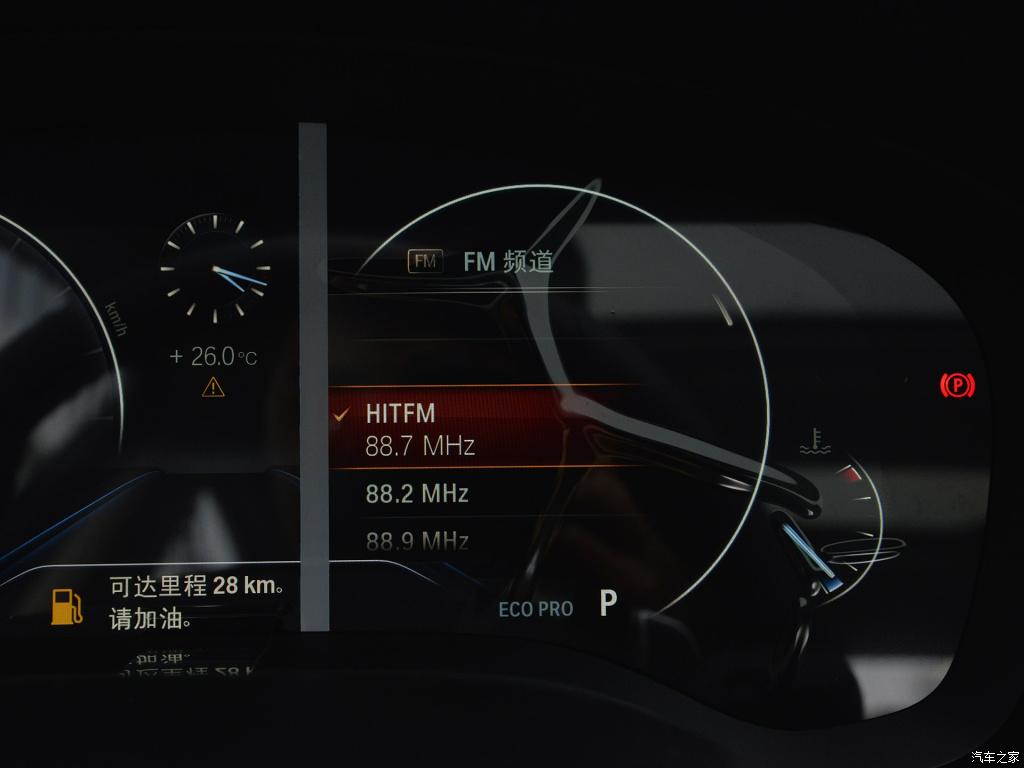 km/h
+ 26.0°C
FM FM 频道
HITFM
88.7 MHz
88.2 MHz
88.9 MHz
可达里程 28 km。
请加油。
ECO PRO P
P
汽车之家